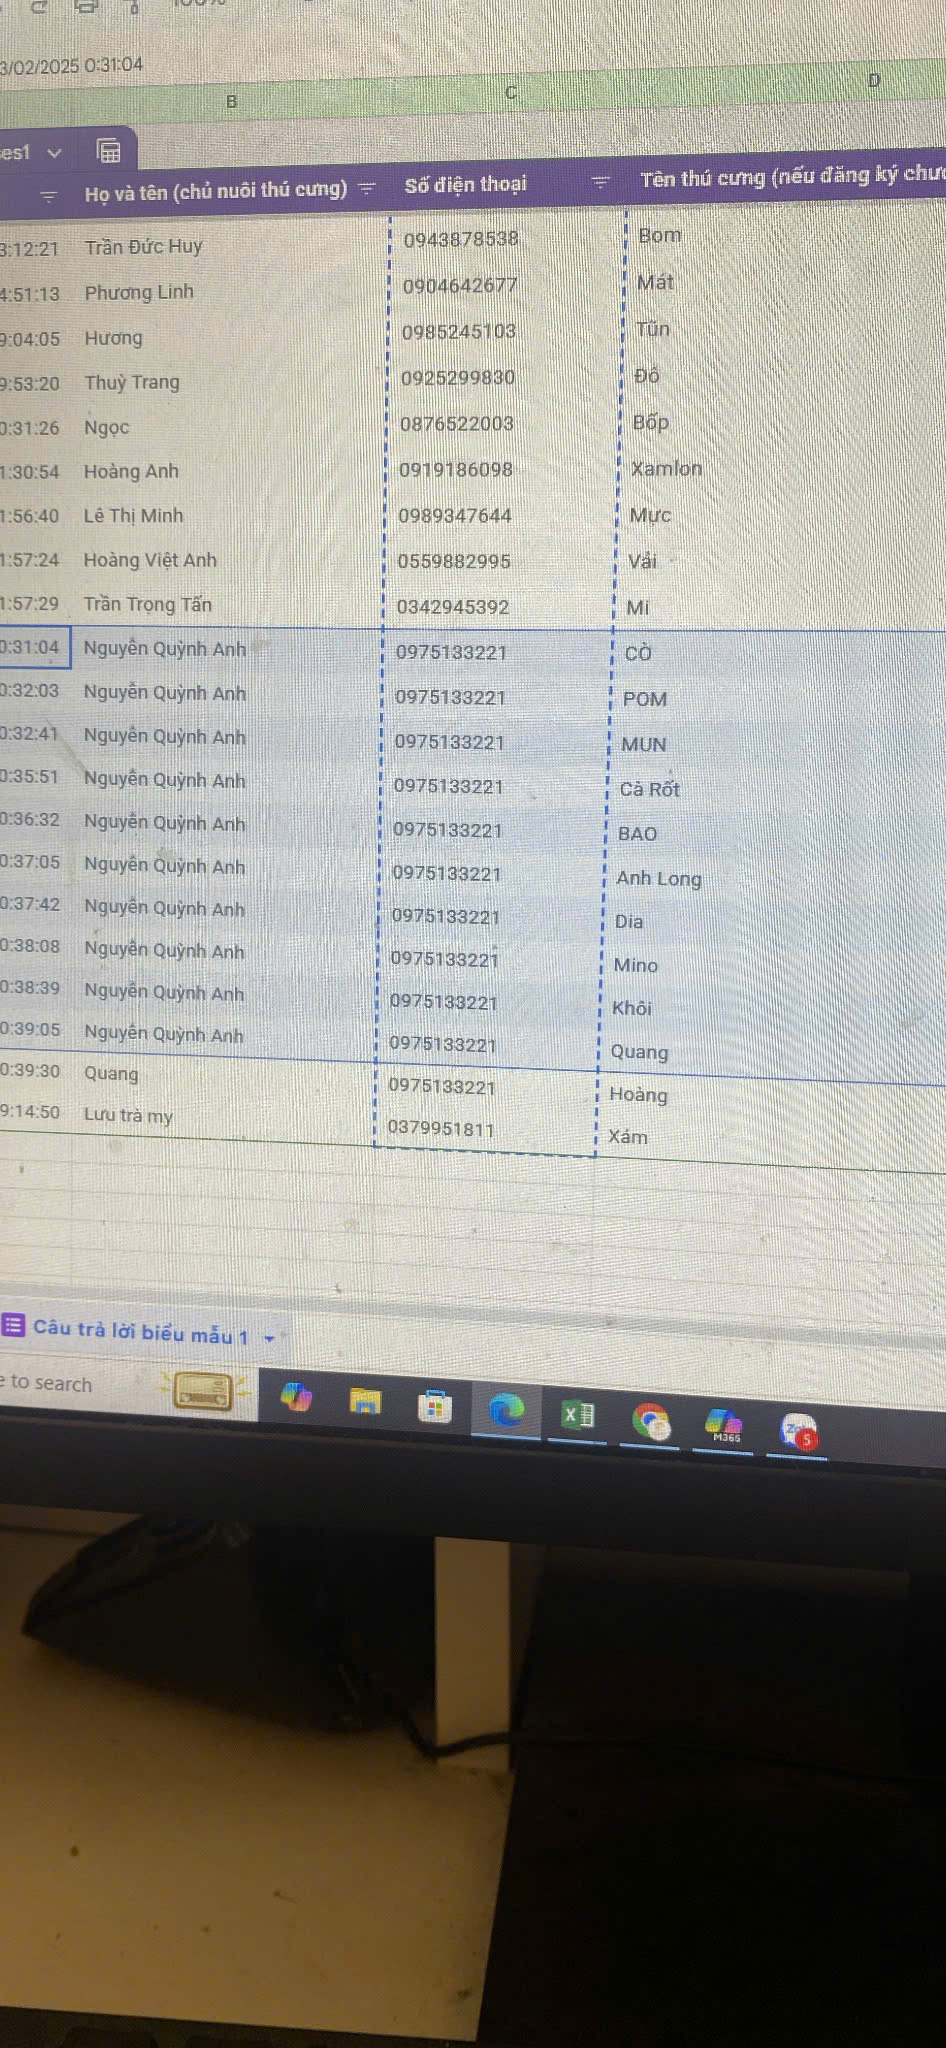 3/02/2025 0:31:04
B C D
es1
Họ và tên (chủ nuôi thú cưng) Số điện thoại Tên thú cưng (nếu đăng ký
3:12:21 Trần Đức Huy 0943878538 Bom
4:51:13 Phương Linh 0904642677 Mát
9:04:05 Hương 0985245103 Tũn
9:53:20 Thuỳ Trang 0925299830 Đô
0:31:26 Ngọc 0876522003 Bốp
1:30:54 Hoàng Anh 0919186098 Xamlon
1:56:40 Lê Thị Minh 0989347644 Mực
1:57:24 Hoàng Việt Anh 0559882995 Vải
1:57:29 Trần Trọng Tấn 0342945392 Mi
0:31:04 Nguyễn Quỳnh Anh 0975133221 CÒ
0:32:03 Nguyễn Quỳnh Anh 0975133221 POM
0:32:41 Nguyễn Quỳnh Anh 0975133221 MUN
0:35:51 Nguyễn Quỳnh Anh 0975133221 Cà Rốt
0:36:32 Nguyễn Quỳnh Anh 0975133221 BAO
0:37:05 Nguyễn Quỳnh Anh 0975133221 Anh Long
0:37:42 Nguyễn Quỳnh Anh 0975133221 Dia
0:38:08 Nguyễn Quỳnh Anh 0975133221 Mino
0:38:39 Nguyễn Quỳnh Anh 0975133221 Khôi
0:39:05 Nguyễn Quỳnh Anh 0975133221 Quang
0:39:30 Quang 0975133221 Hoàng
9:14:50 Lưu trà my 0379951811 Xám
Câu trả lời biểu mẫu 1
e to search
M365
5